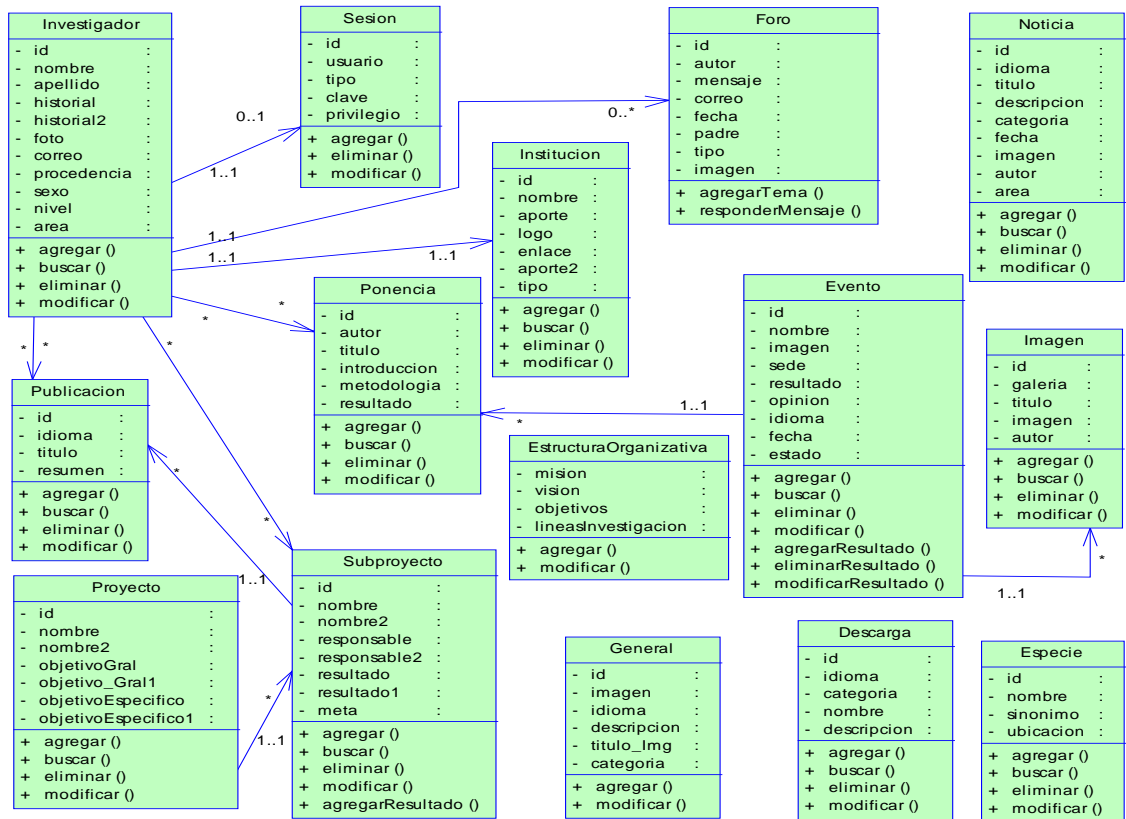 Investigador
- id :
- nombre :
- apellido :
- historial :
- historial2 :
- foto :
- correo :
- procedencia :
- sexo :
- nivel :
- area :
+ agregar ()
+ buscar ()
+ eliminar ()
+ modificar ()
Sesion
- id :
- usuario :
- tipo :
- clave :
- privilegio :
+ agregar ()
+ eliminar ()
+ modificar ()
Foro
- id :
- autor :
- mensaje :
- correo :
- fecha :
- padre :
- tipo :
- imagen :
+ agregarTema ()
+ responderMensaje ()
Noticia
- id :
- idioma :
- titulo :
- descripcion :
- categoria :
- fecha :
- imagen :
- autor :
- area :
+ agregar ()
+ buscar ()
+ eliminar ()
+ modificar ()
0..1
1..1
0..*
1..1
1..1
1..1
Institucion
- id :
- nombre :
- aporte :
- logo :
- enlace :
- aporte2 :
- tipo :
+ agregar ()
+ buscar ()
+ eliminar ()
+ modificar ()
*
*
*
*
*
*
Ponencia
- id :
- autor :
- titulo :
- introduccion :
- metodologia :
- resultado :
+ agregar ()
+ buscar ()
+ eliminar ()
+ modificar ()
1..1
*
Evento
- id :
- nombre :
- imagen :
- sede :
- resultado :
- opinion :
- idioma :
- fecha :
- estado :
+ agregar ()
+ buscar ()
+ eliminar ()
+ modificar ()
+ agregarResultado ()
+ eliminarResultado ()
+ modificarResultado ()
Imagen
- id :
- galeria :
- titulo :
- imagen :
- autor :
+ agregar ()
+ buscar ()
+ eliminar ()
+ modificar ()
*
1..1
Publicacion
- id :
- idioma :
- titulo :
- resumen :
+ agregar ()
+ buscar ()
+ eliminar ()
+ modificar ()
*
1..1
EstructuraOrganizativa
- mision :
- vision :
- objetivos :
- lineasInvestigacion :
+ agregar ()
+ modificar ()
Proyecto
- id :
- nombre :
- nombre2 :
- objetivoGral :
- objetivo_Gral1 :
- objetivoEspecifico :
- objetivoEspecifico1 :
+ agregar ()
+ buscar ()
+ eliminar ()
+ modificar ()
*
1..1
Subproyecto
- id :
- nombre :
- nombre2 :
- responsable :
- responsable2 :
- resultado :
- resultado1 :
- meta :
+ agregar ()
+ buscar ()
+ eliminar ()
+ modificar ()
+ agregarResultado ()
General
- id :
- imagen :
- idioma :
- descripcion :
- titulo_Img :
- categoria :
+ agregar ()
+ modificar ()
Descarga
- id :
- idioma :
- categoria :
- nombre :
- descripcion :
+ agregar ()
+ buscar ()
+ eliminar ()
+ modificar ()
Especie
- id :
- nombre :
- sinonimo :
- ubicacion :
+ agregar ()
+ buscar ()
+ eliminar ()
+ modificar ()